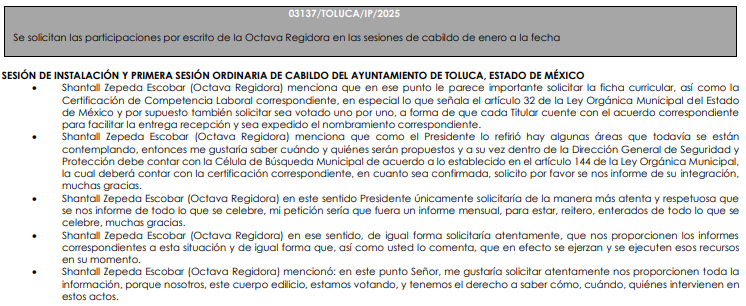 03137/TOLUCA/IP/2025
Se solicitan las participaciones por escrito de la Octava Regidora en las sesiones de cabildo de enero a la fecha
SESIÓN DE INSTALACIÓN Y PRIMERA SESIÓN ORDINARIA DE CABILDO DEL AYUNTAMIENTO DE TOLUCA, ESTADO DE MÉXICO
• Shantall Zepeda Escobar (Octava Regidora) menciona que en ese punto le parece importante solicitar la ficha curricular, así como la
Certificación de Competencia Laboral correspondiente, en especial lo que señala el artículo 32 de la Ley Orgánica Municipal del Estado
de México y por supuesto también solicitar sea votado uno por uno, a forma de que cada Titular cuente con el acuerdo correspondiente
para facilitar la entrega recepción y sea expedido el nombramiento correspondiente.
• Shantall Zepeda Escobar (Octava Regidora) menciona que como el Presidente lo refirió hay algunas áreas que todavía se están
contemplando, entonces me gustaría saber cuándo y quiénes serán propuestos y a su vez dentro de la Dirección General de Seguridad y
Protección debe contar con la Célula de Búsqueda Municipal de acuerdo a lo establecido en el artículo 144 de la Ley Orgánica Municipal,
la cual deberá contar con la certificación correspondiente, en cuanto sea confirmada, solicito por favor se nos informe de su integración,
muchas gracias.
• Shantall Zepeda Escobar (Octava Regidora) en este sentido Presidente únicamente solicitaría de la manera más atenta y respetuosa que
se nos informe de todo lo que se celebre, mi petición sería que fuera un informe mensual, para estar, reitero, enterados de todo lo que se
celebre, muchas gracias.
• Shantall Zepeda Escobar (Octava Regidora) en ese sentido, de igual forma solicitaría atentamente, que nos proporcionen los informes
correspondientes a esta situación y de igual forma que, así como usted lo comenta, que en efecto se ejerzan y se ejecuten esos recursos
en su momento.
• Shantall Zepeda Escobar (Octava Regidora) mencionó: en este punto Señor, me gustaría solicitar atentamente nos proporcionen toda la
información, porque nosotros, este cuerpo edilicio, estamos votando, y tenemos el derecho a saber cómo, cuándo, quiénes intervienen en
estos actos.